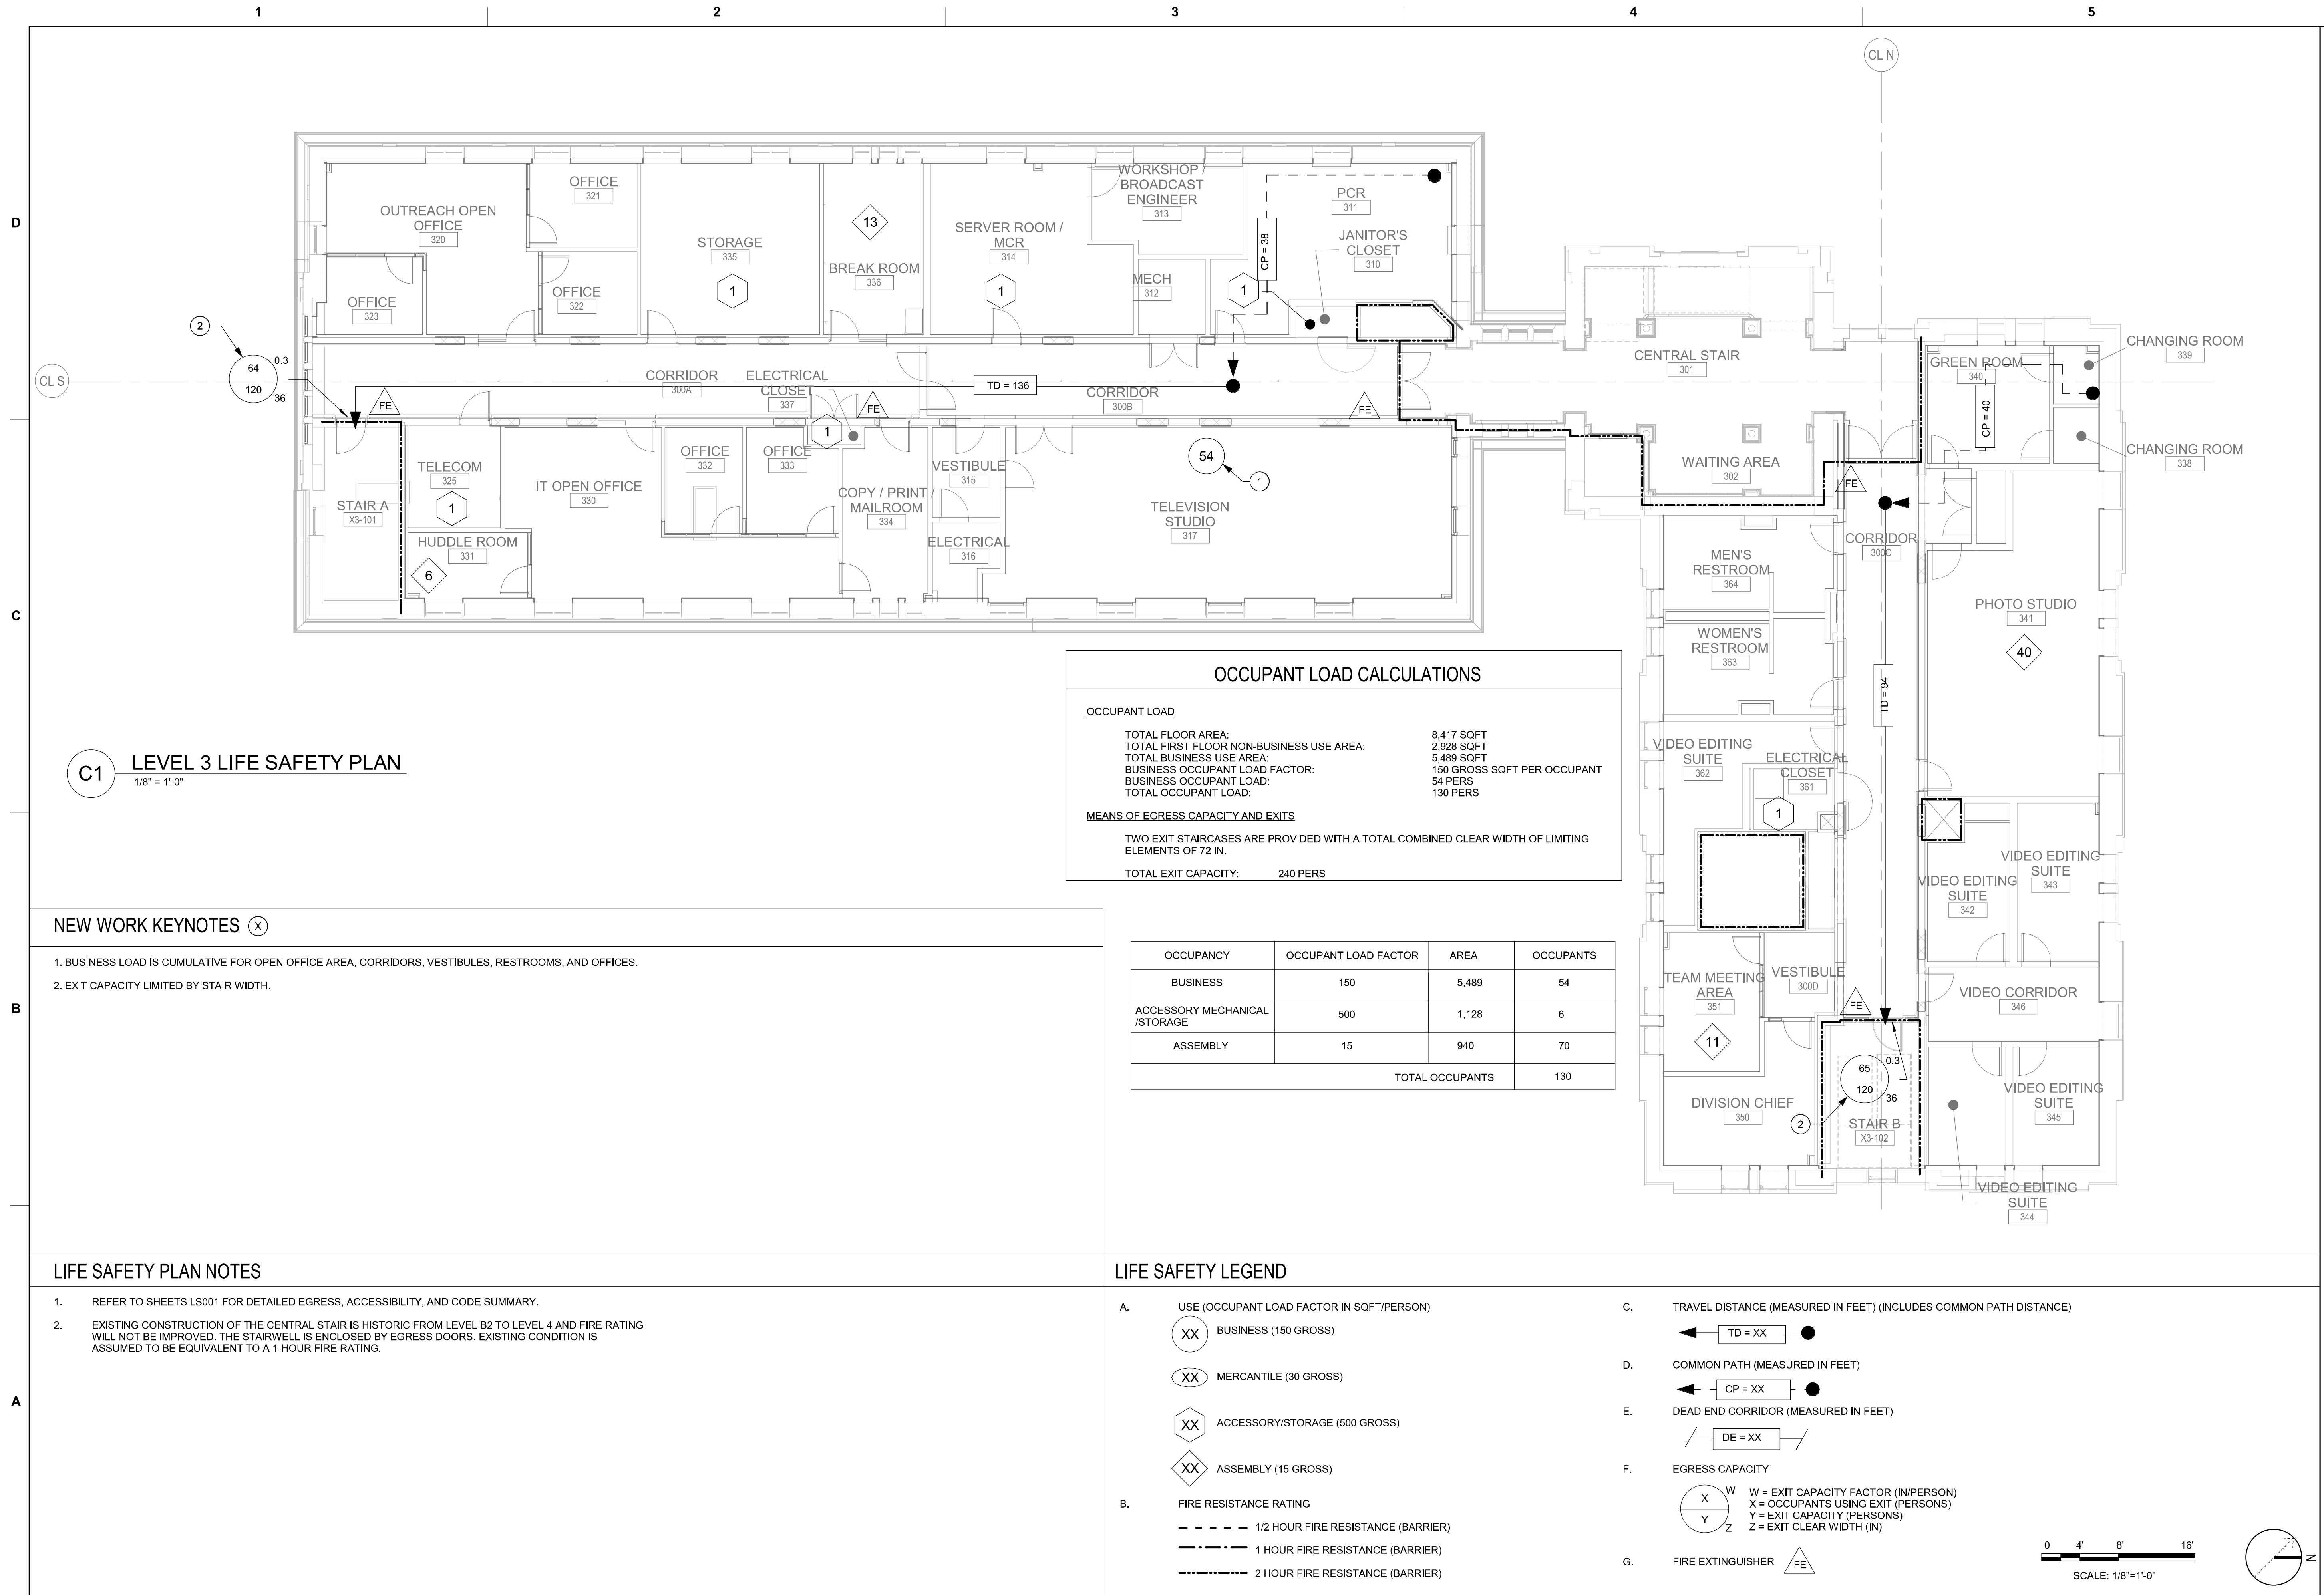 1
2
3
4
5
D
C
B
A
CL N
CL S
OUTREACH OPEN
OFFICE
320
OFFICE
321
OFFICE
322
OFFICE
323
STORAGE
335
1
13
BREAK ROOM
336
SERVER ROOM /
MCR
314
1
WORKSHOP /
BROADCAST
ENGINEER
313
MECH
312
PCR
311
JANITOR'S
CLOSET
310
CP = 38
1
2
64
120
0.3
36
FE
CORRIDOR
300A
ELECTRICAL
CLOSET
337
1
FE
TD = 136
CORRIDOR
300B
FE
STAIR A
X3-101
TELECOM
325
1
HUDDLE ROOM
331
6
IT OPEN OFFICE
330
OFFICE
332
OFFICE
333
COPY / PRINT /
MAILROOM
334
VESTIBULE
315
ELECTRICAL
316
54
1
TELEVISION
STUDIO
317
CENTRAL STAIR
301
WAITING AREA
302
GREEN ROOM
340
CP = 40
CHANGING ROOM
339
CHANGING ROOM
338
FE
CORRIDOR
300C
MEN'S
RESTROOM
364
WOMEN'S
RESTROOM
363
PHOTO STUDIO
341
40
TD = 94
VIDEO EDITING
SUITE
362
ELECTRICAL
CLOSET
361
1
VIDEO EDITING
SUITE
343
VIDEO EDITING
SUITE
342
TEAM MEETING
AREA
351
11
VESTIBULE
300D
FE
VIDEO CORRIDOR
346
DIVISION CHIEF
350
65
120
0.3
36
2
STAIR B
X3-102
VIDEO EDITING
SUITE
345
VIDEO EDITING
SUITE
344
C1
LEVEL 3 LIFE SAFETY PLAN
1/8" = 1'-0"
OCCUPANT LOAD CALCULATIONS
OCCUPANT LOAD
TOTAL FLOOR AREA: 8,417 SQFT
TOTAL FIRST FLOOR NON-BUSINESS USE AREA: 2,928 SQFT
TOTAL BUSINESS USE AREA: 5,489 SQFT
BUSINESS OCCUPANT LOAD FACTOR: 150 GROSS SQFT PER OCCUPANT
BUSINESS OCCUPANT LOAD: 54 PERS
TOTAL OCCUPANT LOAD: 130 PERS
MEANS OF EGRESS CAPACITY AND EXITS
TWO EXIT STAIRCASES ARE PROVIDED WITH A TOTAL COMBINED CLEAR WIDTH OF LIMITING
ELEMENTS OF 72 IN.
TOTAL EXIT CAPACITY: 240 PERS
OCCUPANCY OCCUPANT LOAD FACTOR AREA OCCUPANTS
BUSINESS 150 5,489 54
ACCESSORY MECHANICAL
/STORAGE 500 1,128 6
ASSEMBLY 15 940 70
TOTAL OCCUPANTS 130
NEW WORK KEYNOTES X
1. BUSINESS LOAD IS CUMULATIVE FOR OPEN OFFICE AREA, CORRIDORS, VESTIBULES, RESTROOMS, AND OFFICES.
2. EXIT CAPACITY LIMITED BY STAIR WIDTH.
LIFE SAFETY PLAN NOTES
1. REFER TO SHEETS LS001 FOR DETAILED EGRESS, ACCESSIBILITY, AND CODE SUMMARY.
2. EXISTING CONSTRUCTION OF THE CENTRAL STAIR IS HISTORIC FROM LEVEL B2 TO LEVEL 4 AND FIRE RATING
WILL NOT BE IMPROVED. THE STAIRWELL IS ENCLOSED BY EGRESS DOORS. EXISTING CONDITION IS
ASSUMED TO BE EQUIVALENT TO A 1-HOUR FIRE RATING.
LIFE SAFETY LEGEND
A. USE (OCCUPANT LOAD FACTOR IN SQFT/PERSON)
XX BUSINESS (150 GROSS)
XX MERCANTILE (30 GROSS)
XX ACCESSORY/STORAGE (500 GROSS)
XX ASSEMBLY (15 GROSS)
B. FIRE RESISTANCE RATING
1/2 HOUR FIRE RESISTANCE (BARRIER)
1 HOUR FIRE RESISTANCE (BARRIER)
2 HOUR FIRE RESISTANCE (BARRIER)
C. TRAVEL DISTANCE (MEASURED IN FEET) (INCLUDES COMMON PATH DISTANCE)
TD = XX
D. COMMON PATH (MEASURED IN FEET)
CP = XX
E. DEAD END CORRIDOR (MEASURED IN FEET)
DE = XX
F. EGRESS CAPACITY
X
Y
W
Z
W = EXIT CAPACITY FACTOR (IN/PERSON)
X = OCCUPANTS USING EXIT (PERSONS)
Y = EXIT CAPACITY (PERSONS)
Z = EXIT CLEAR WIDTH (IN)
G. FIRE EXTINGUISHER FE
0 4' 8' 16'
SCALE: 1/8"=1'-0"
N